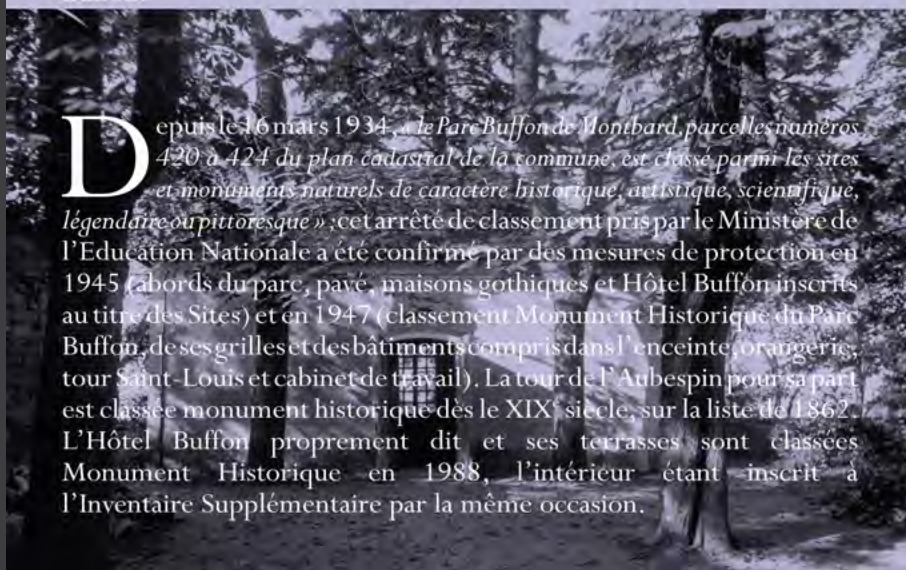 Depuis le 16 mars 1934, « le Parc Buffon de Montbard, parcelles numéros
420 à 424 du plan cadastral de la commune, est classé parmi les sites
et monuments naturels de caractère historique, artistique, scientifique,
légendaire ou pittoresque » ; cet arrêté de classement pris par le Ministère de
l'Education Nationale a été confirmé par des mesures de protection en
1945 (abords du parc, pavé, maisons gothiques et Hôtel Buffon inscrits
au titre des Sites) et en 1947 (classement Monument Historique du Parc
Buffon, de ses grilles et des bâtiments compris dans l'enceinte, orangerie,
tour Saint-Louis et cabinet de travail). La tour de l'Aubespin pour sa part
est classée monument historique dès le XIXe siècle, sur la liste de 1862.
L'Hôtel Buffon proprement dit et ses terrasses sont classées
Monument Historique en 1988, l'intérieur étant inscrit à
l'Inventaire Supplémentaire par la même occasion.